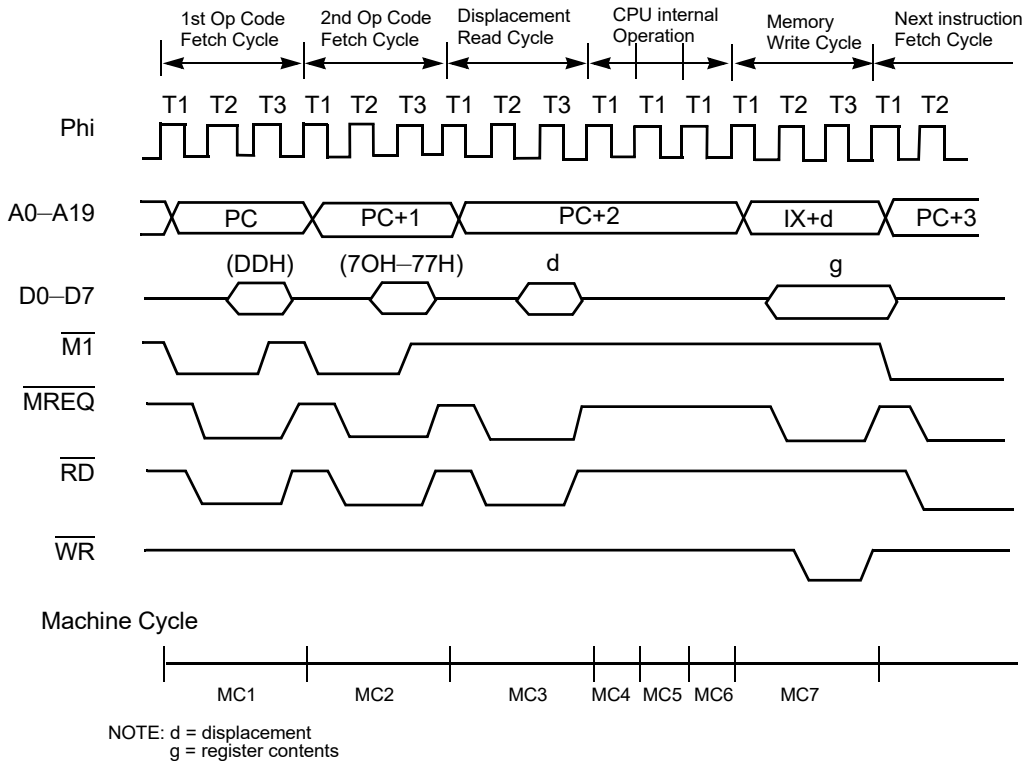 1st Op Code
Fetch Cycle
2nd Op Code
Fetch Cycle
Displacement
Read Cycle
CPU internal
Operation
Memory
Write Cycle
Next instruction
Fetch Cycle
T1 T2 T3 T1 T2 T3 T1 T2 T3 T1 T1 T1 T1 T2 T3 T1 T2
Phi
A0–A19 PC PC+1 PC+2 IX+d PC+3
(DDH) (7OH–77H) d g
D0–D7
M1
MREQ
RD
WR
Machine Cycle
MC1 MC2 MC3 MC4 MC5 MC6 MC7
NOTE: d = displacement
g = register contents